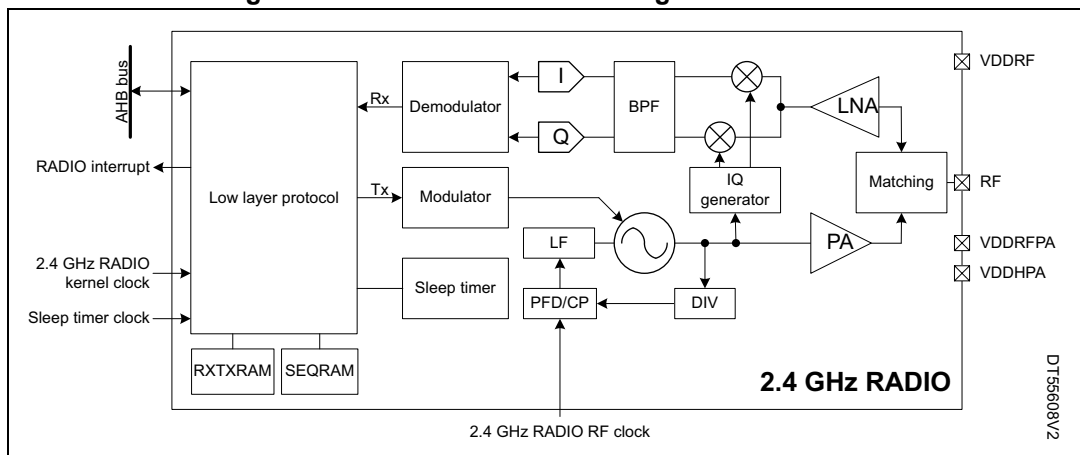 AHB bus
RADIO interrupt
2.4 GHz RADIO
kernel clock
Sleep timer clock
Low layer protocol
Rx
Tx
Demodulator
Modulator
Sleep timer
RXTXRAM
SEQRAM
I
Q
BPF
LNA
IQ
generator
Matching
LF
PA
PFD/CP
DIV
VDDRF
RF
VDDRFPA
VDDHPA
2.4 GHz RADIO
2.4 GHz RADIO RF clock
DT55608V2